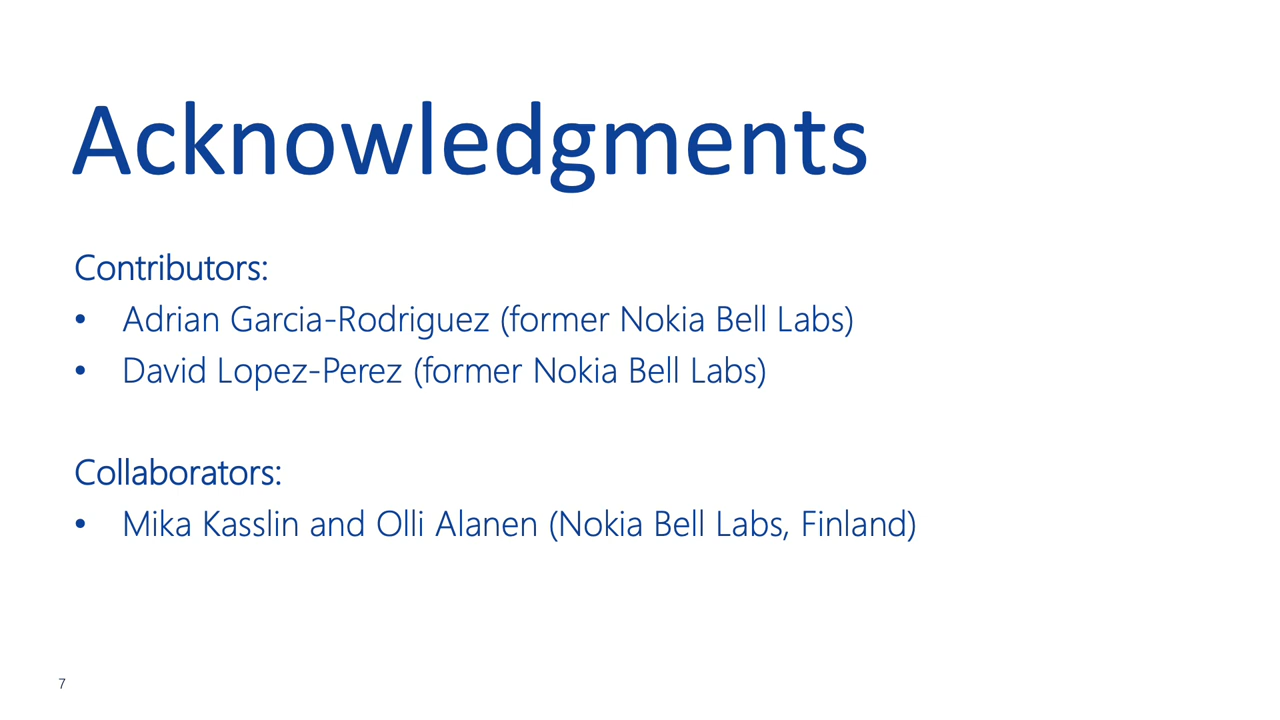 Acknowledgments
Contributors:
• Adrian Garcia-Rodriguez (former Nokia Bell Labs)
• David Lopez-Perez (former Nokia Bell Labs)
Collaborators:
• Mika Kasslin and Olli Alanen (Nokia Bell Labs, Finland)
7